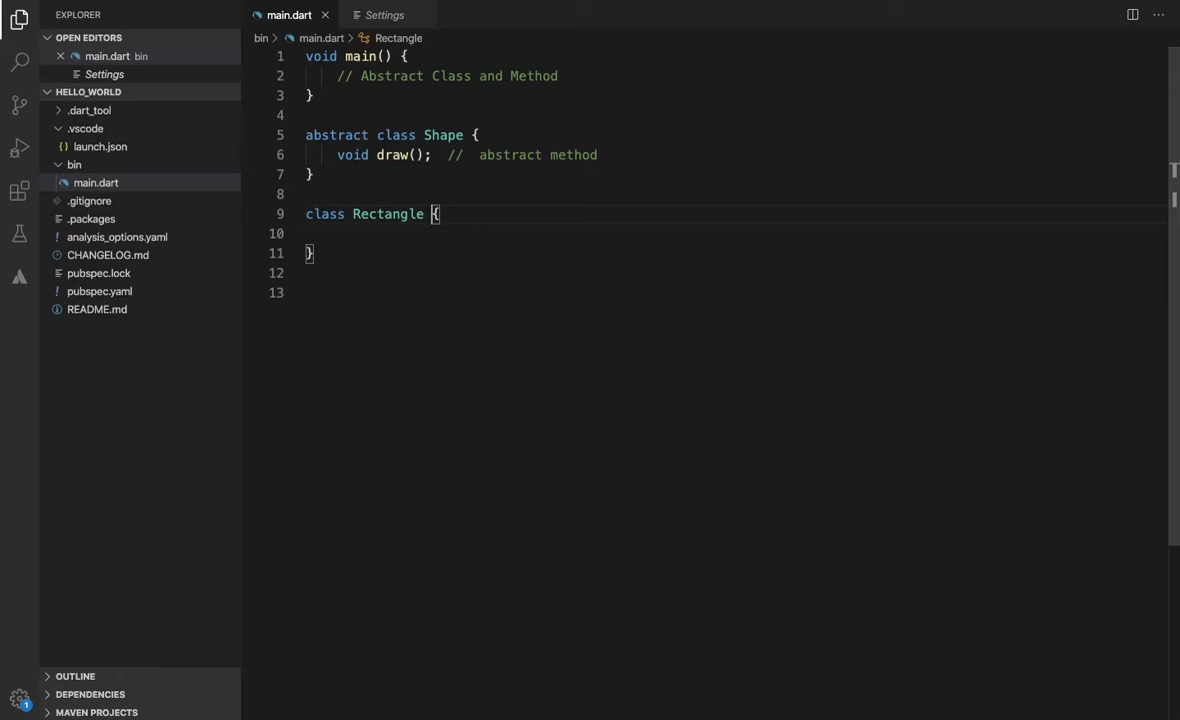 EXPLORER
OPEN EDITORS
main.dart bin
Settings
HELLO_WORLD
.dart_tool
.vscode
{} launch.json
bin
main.dart
.gitignore
.packages
! analysis_options.yaml
CHANGELOG.md
pubspec.lock
! pubspec.yaml
README.md
OUTLINE
DEPENDENCIES
MAVEN PROJECTS
1
main.dart
Settings
bin > main.dart > Rectangle
1 void main() {
2 // Abstract Class and Method
3 }
4
5 abstract class Shape {
6 void draw(); // abstract method
7 }
8
9 class Rectangle {
10
11 }
12
13